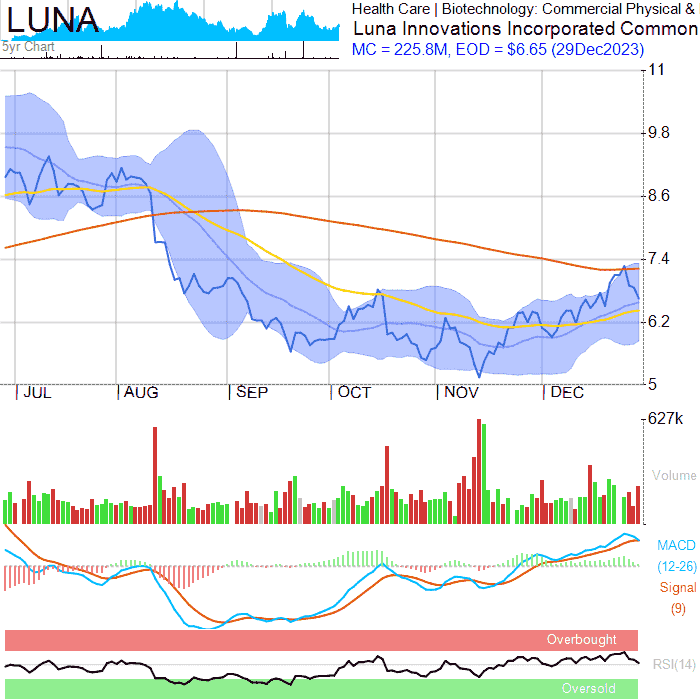 LUNA
5yr Chart
Health Care | Biotechnology: Commercial Physical &
Luna Innovations Incorporated Common
MC = 225.8M, EOD = $6.65 (29Dec2023)
11
9.8
8.6
7.4
6.2
5
JUL AUG SEP OCT NOV DEC
627k
Volume
MACD
(12-26)
Signal
(9)
Overbought
RSI(14)
Oversold